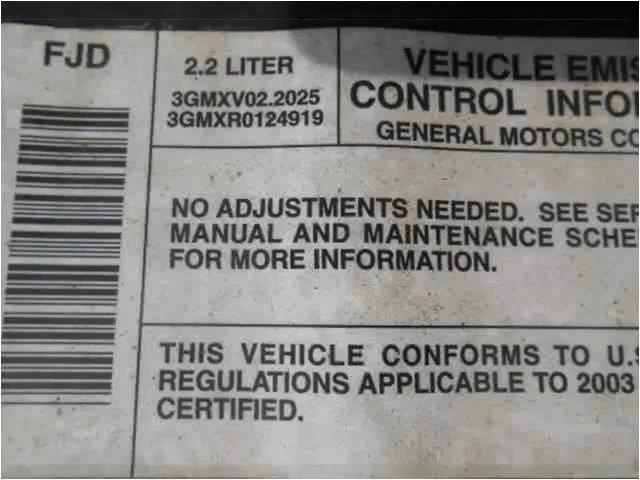 FJD
2.2 LITER
3GMXV02.2025
3GMXR0124919
VEHICLE EMIS
CONTROL INFO
GENERAL MOTORS CO
NO ADJUSTMENTS NEEDED. SEE SER
MANUAL AND MAINTENANCE SCHE
FOR MORE INFORMATION.
THIS VEHICLE CONFORMS TO U.S
REGULATIONS APPLICABLE TO 2003
CERTIFIED.